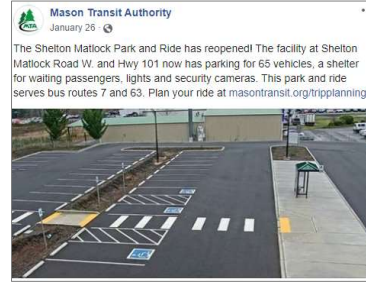 Mason Transit Authority
January 26 ·
MTA
The Shelton Matlock Park and Ride has reopened! The facility at Shelton
Matlock Road W. and Hwy 101 now has parking for 65 vehicles, a shelter
for waiting passengers, lights and security cameras. This park and ride
serves bus routes 7 and 63. Plan your ride at masontransit.org/tripplanning